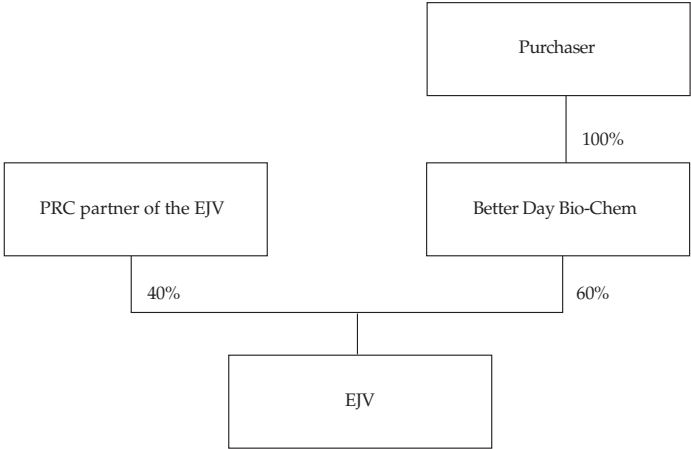 Purchaser
100%
PRC partner of the EJV
Better Day Bio-Chem
40%
60%
EJV